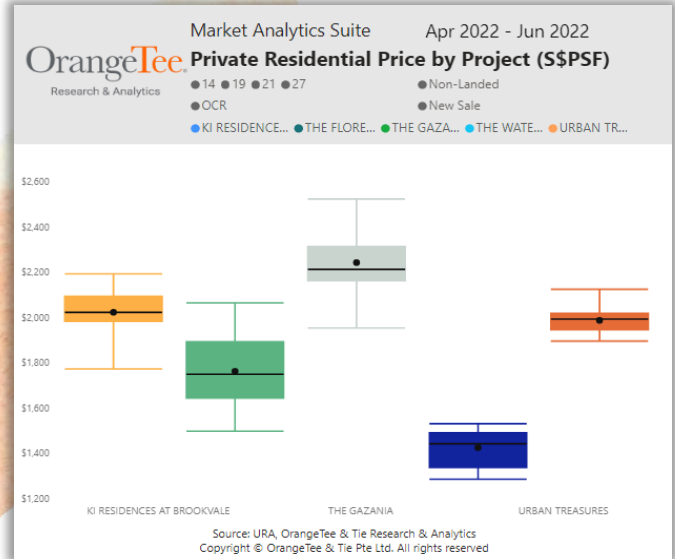 OrangeTee
Research & Analytics
Market Analytics Suite Apr 2022 - Jun 2022
Private Residential Price by Project (S$PSF)
14 19 21 27 Non-Landed
OCR New Sale
KI RESIDENCE... THE FLORE... THE GAZA... THE WATE... URBAN TR...
$2,600
$2,400
$2,200
$2,000
$1,800
$1,600
$1,400
$1,200
KI RESIDENCES AT BROOKVALE THE GAZANIA URBAN TREASURES
Source: URA, OrangeTee & Tie Research & Analytics
Copyright © OrangeTee & Tie Pte Ltd. All rights reserved